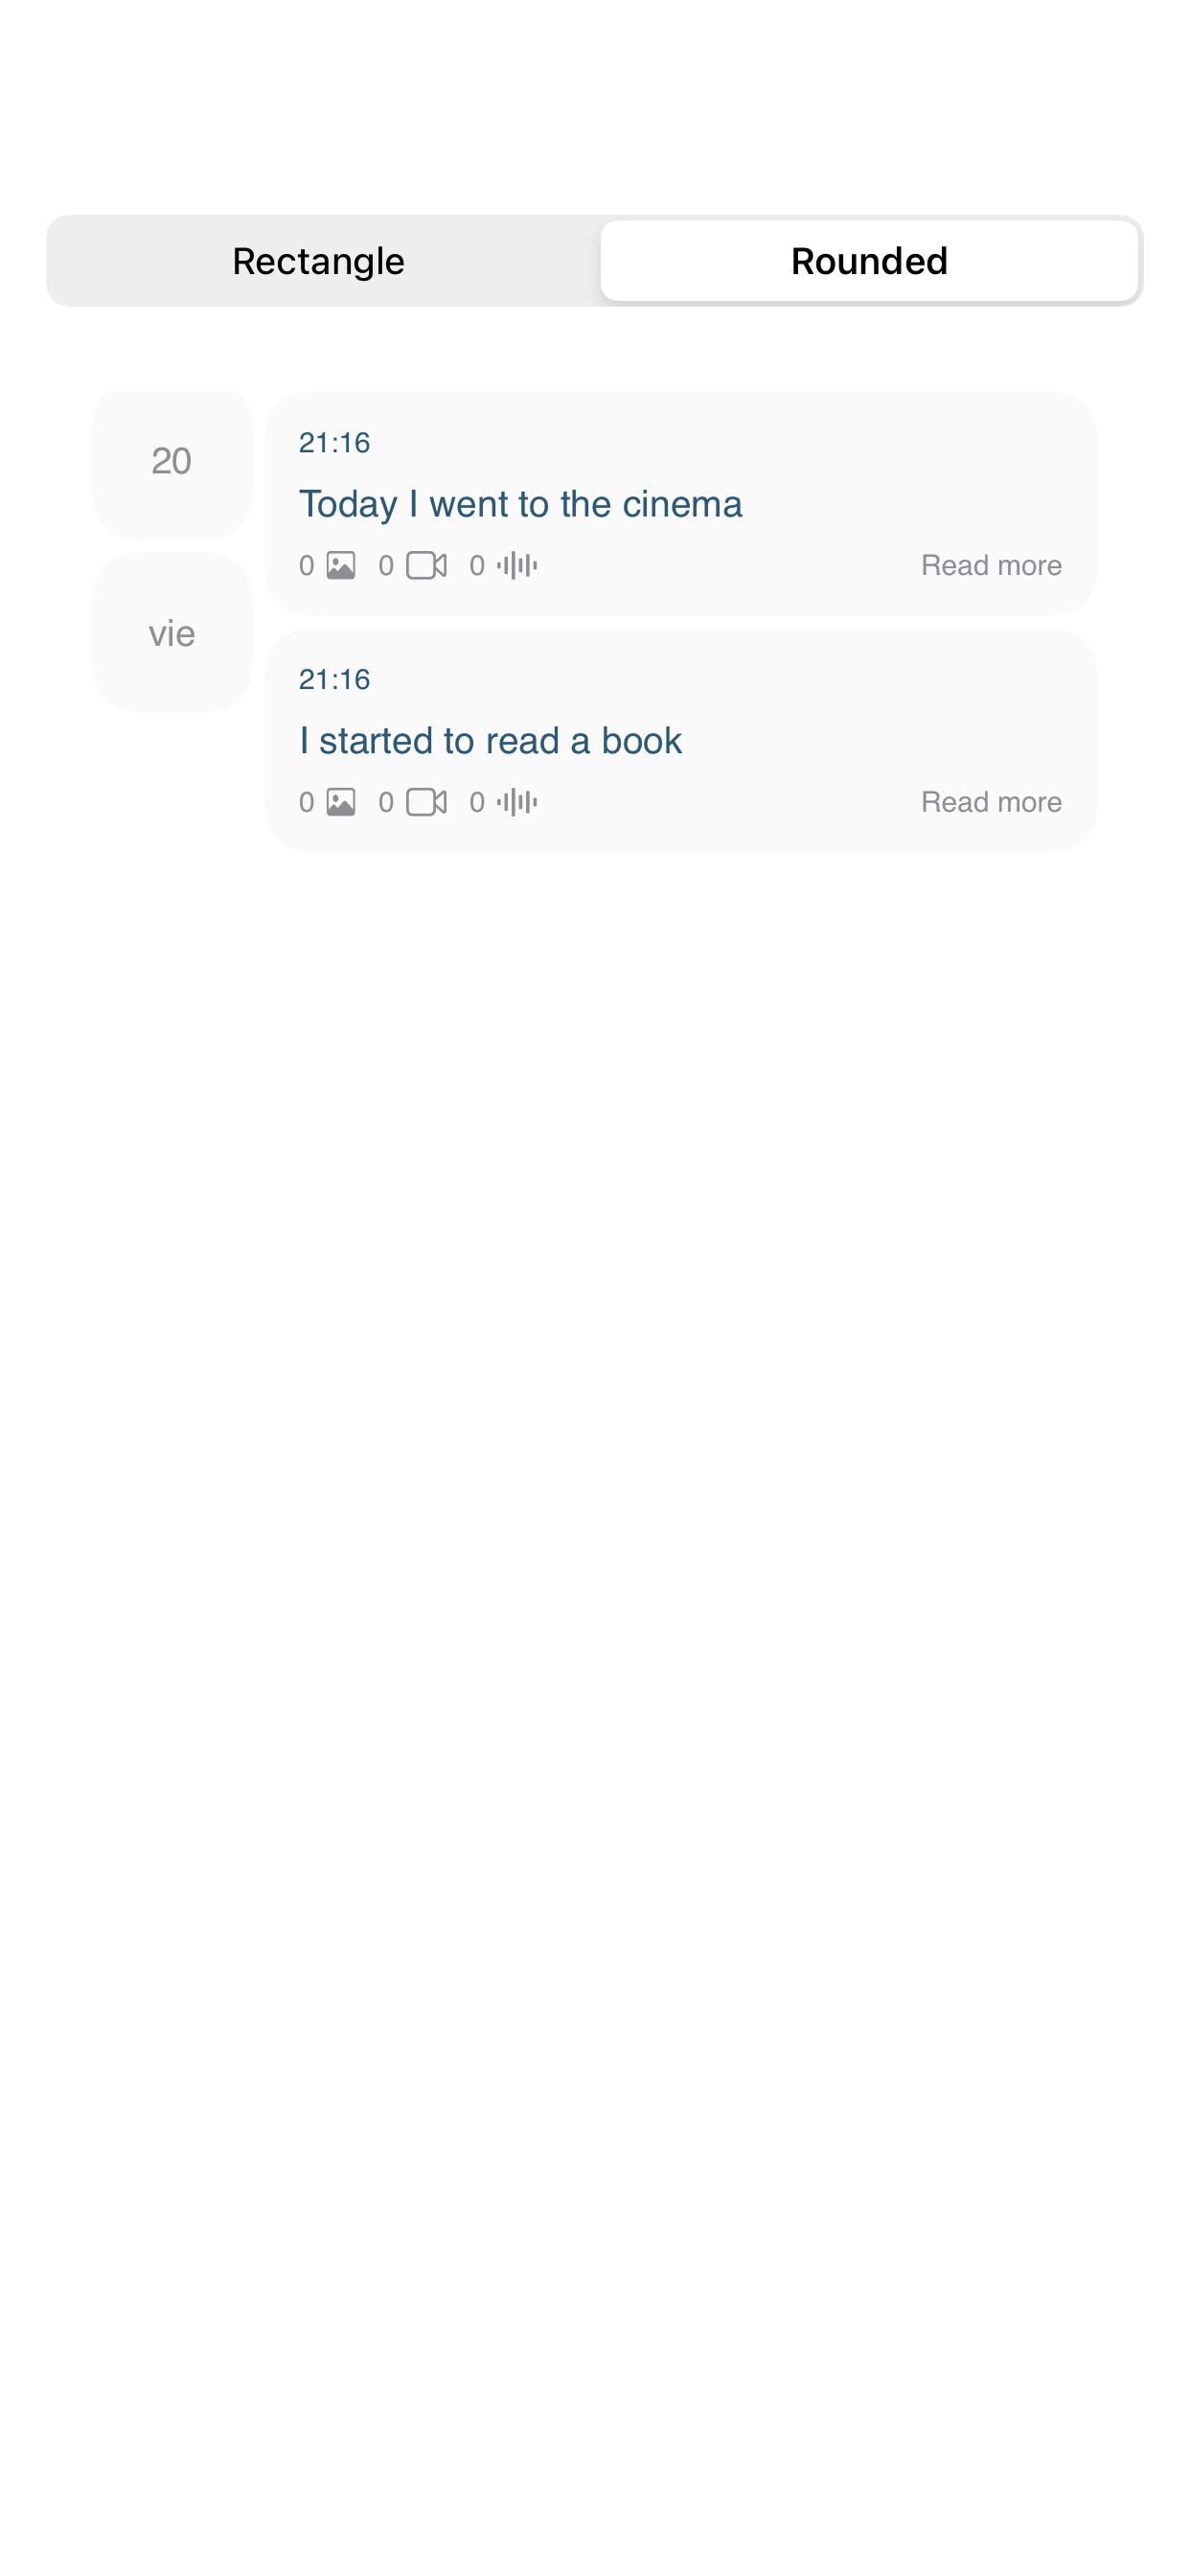 Rectangle
Rounded
20
21:16
Today I went to the cinema
0 0 0 Read more
vie
21:16
I started to read a book
0 0 0 Read more